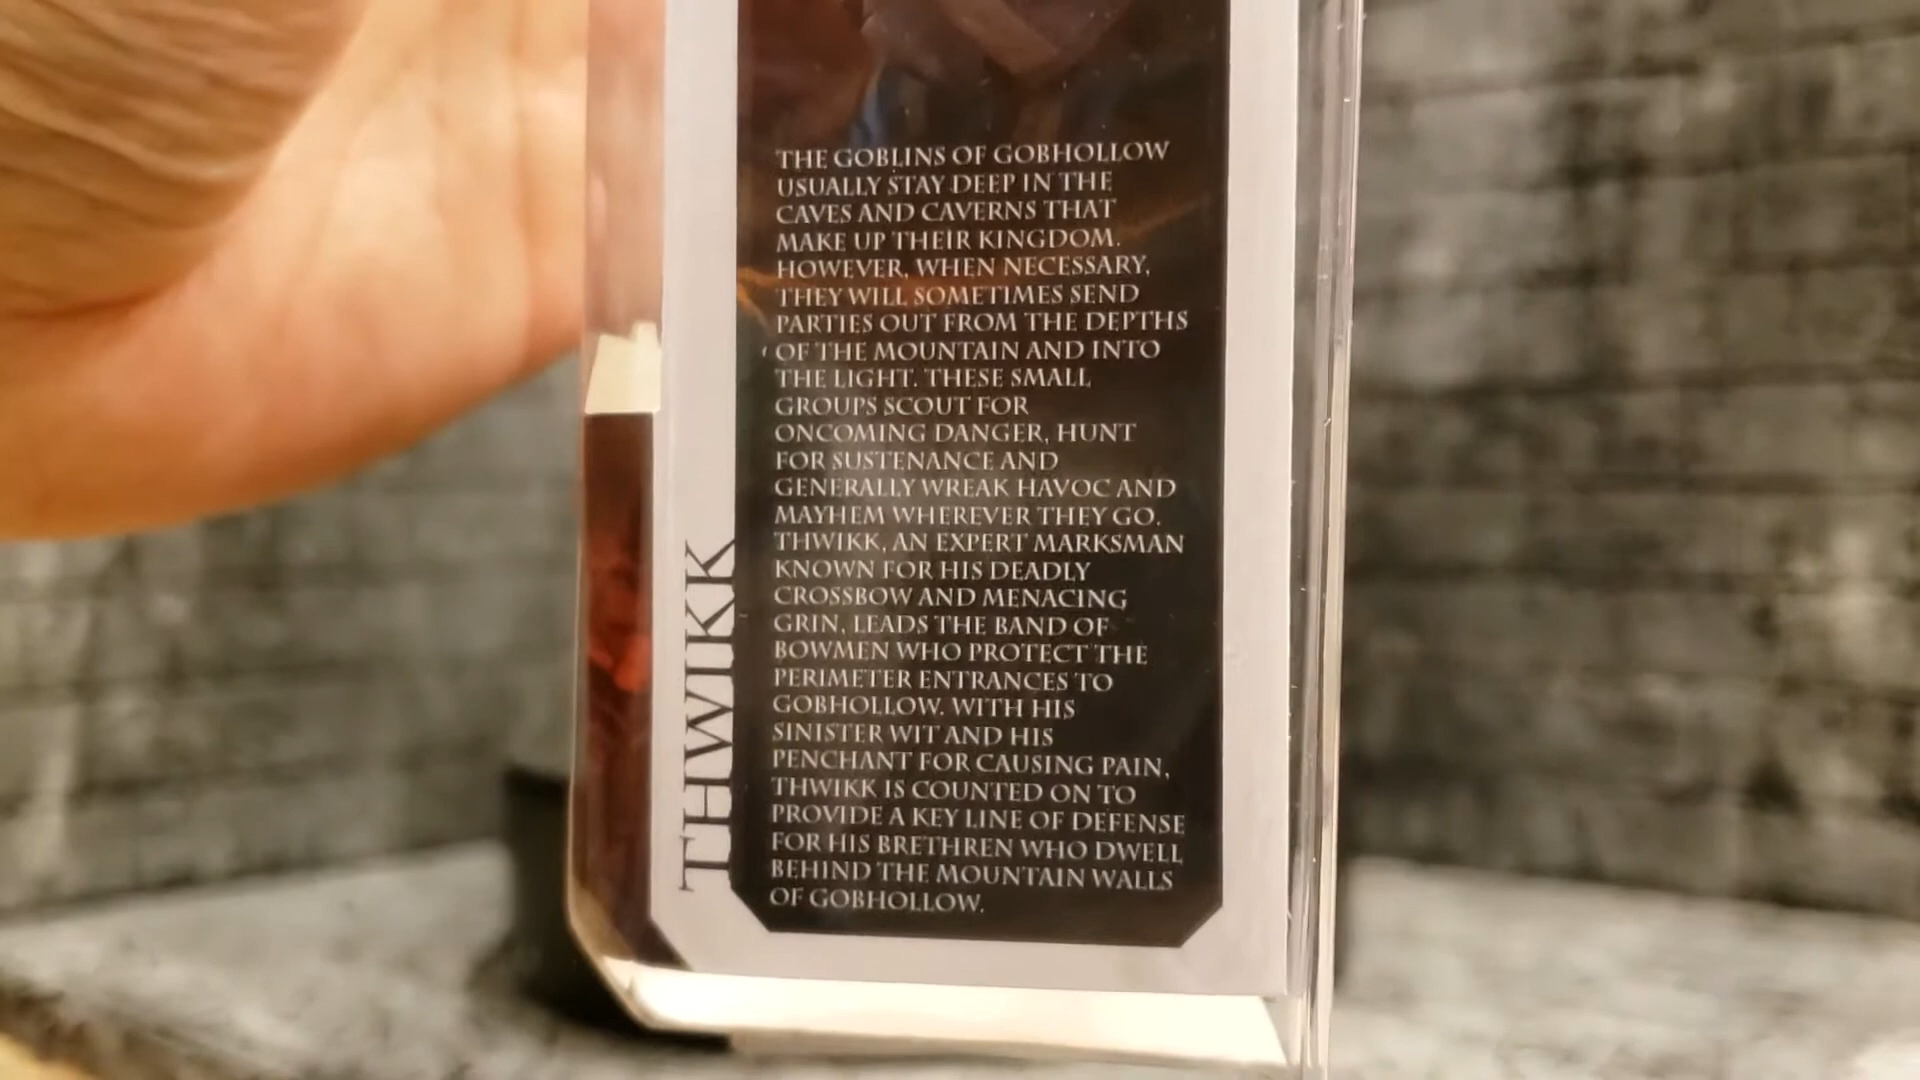 THE GOBLINS OF GOBHOLLOW
USUALLY STAY DEEP IN THE
CAVES AND CAVERNS THAT
MAKE UP THEIR KINGDOM.
HOWEVER, WHEN NECESSARY,
THEY WILL SOMETIMES SEND
PARTIES OUT FROM THE DEPTHS
OF THE MOUNTAIN AND INTO
THE LIGHT. THESE SMALL
GROUPS SCOUT FOR
ONCOMING DANGER, HUNT
FOR SUSTENANCE AND
GENERALLY WREAK HAVOC AND
MAYHEM WHEREVER THEY GO.
THWIKK, AN EXPERT MARKSMAN
KNOWN FOR HIS DEADLY
CROSSBOW AND MENACING
GRIN, LEADS THE BAND OF
BOWMEN WHO PROTECT THE
PERIMETER ENTRANCES TO
GOBHOLLOW. WITH HIS
SINISTER WIT AND HIS
PENCHANT FOR CAUSING PAIN,
THWIKK IS COUNTED ON TO
PROVIDE A KEY LINE OF DEFENSE
FOR HIS BRETHREN WHO DWELL
BEHIND THE MOUNTAIN WALLS
OF GOBHOLLOW.
THWIKK